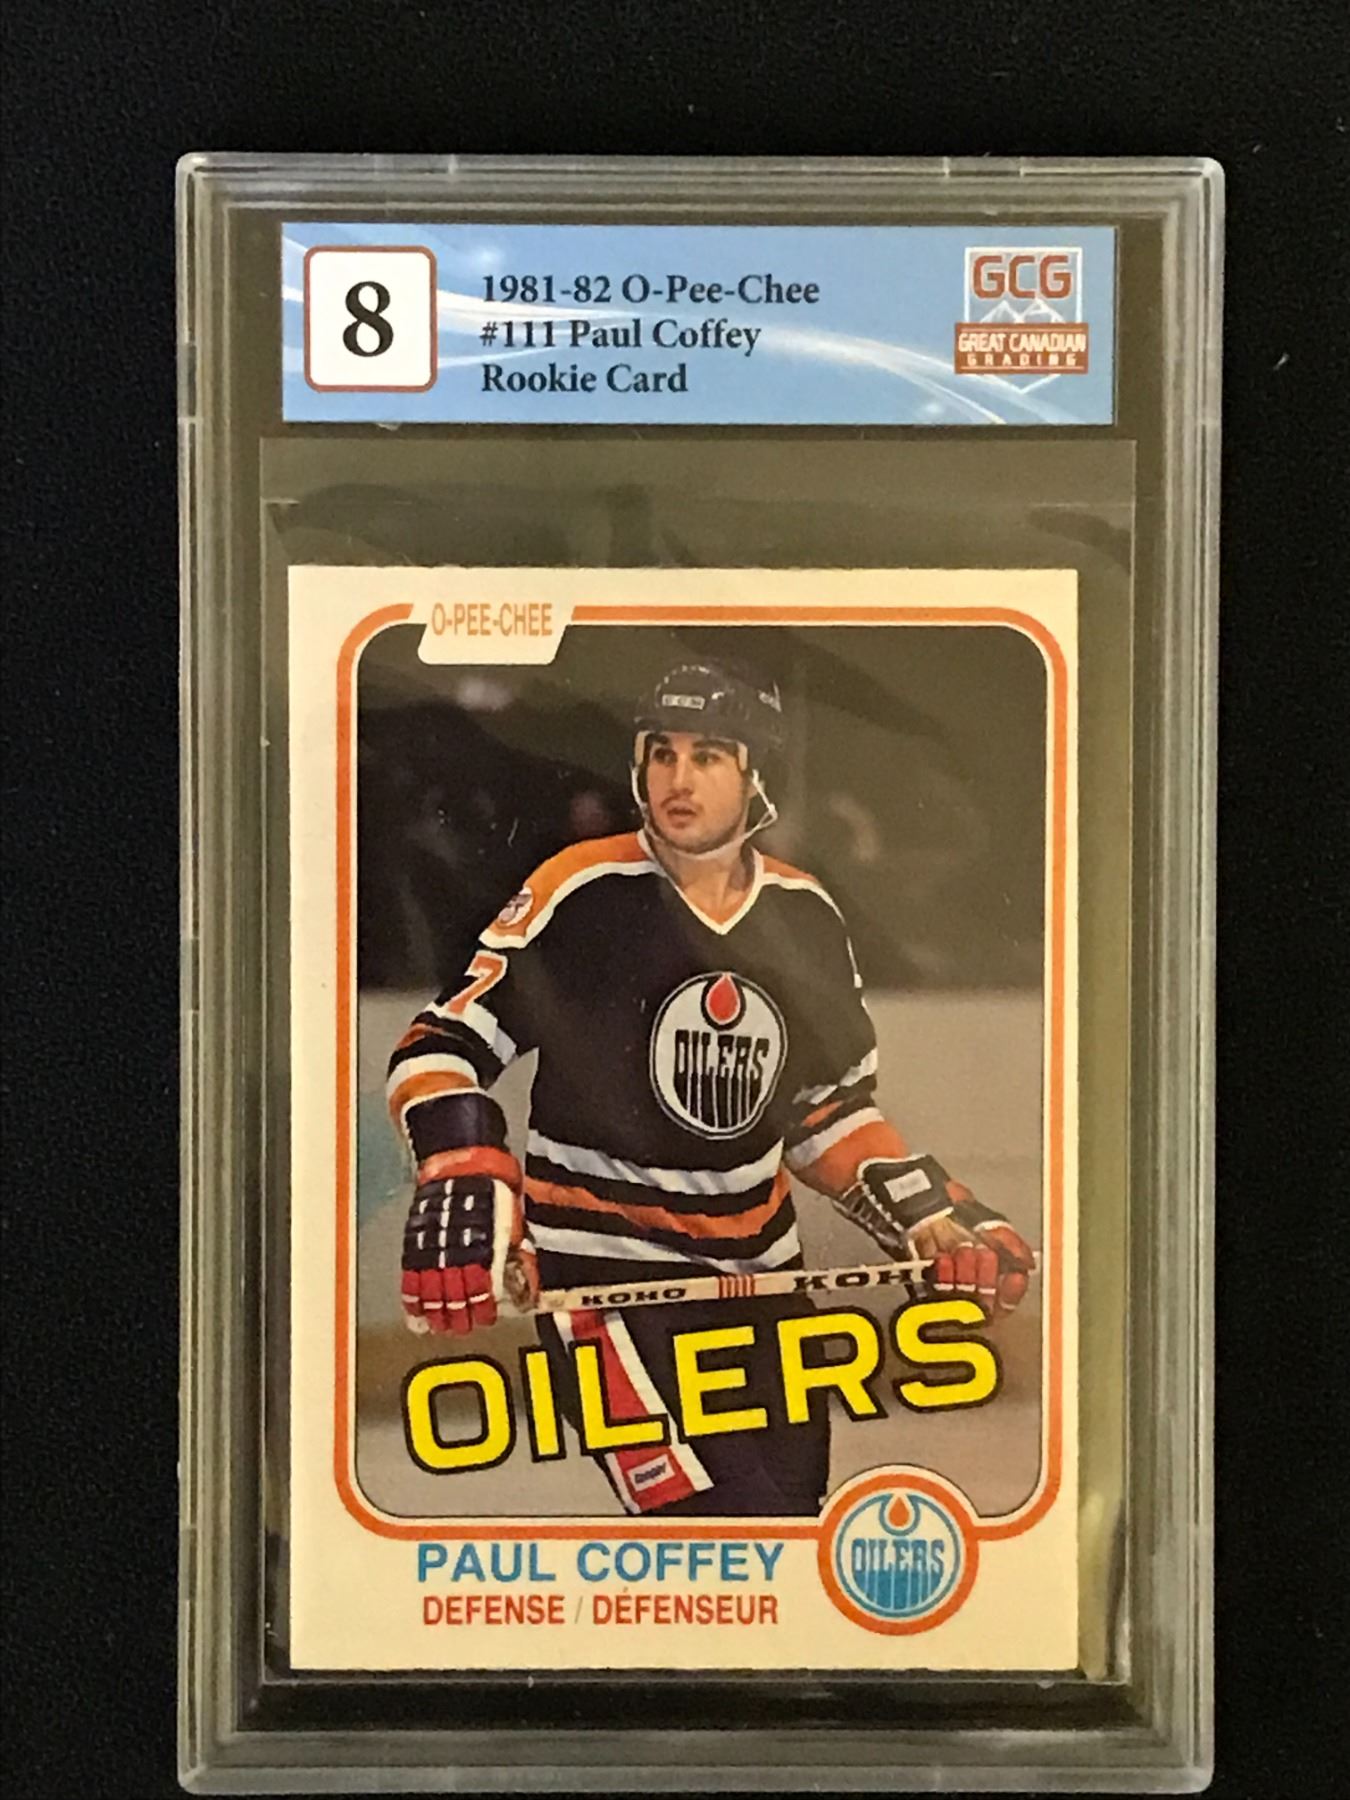 8
1981-82 O-Pee-Chee
#111 Paul Coffey
Rookie Card
GCG
GREAT CANADIAN
GRADING
O-PEE-CHEE
CCM
7
OILERS
KOHO KOHO
OILERS
PAUL COFFEY
DEFENSE / DÉFENSEUR
OILERS